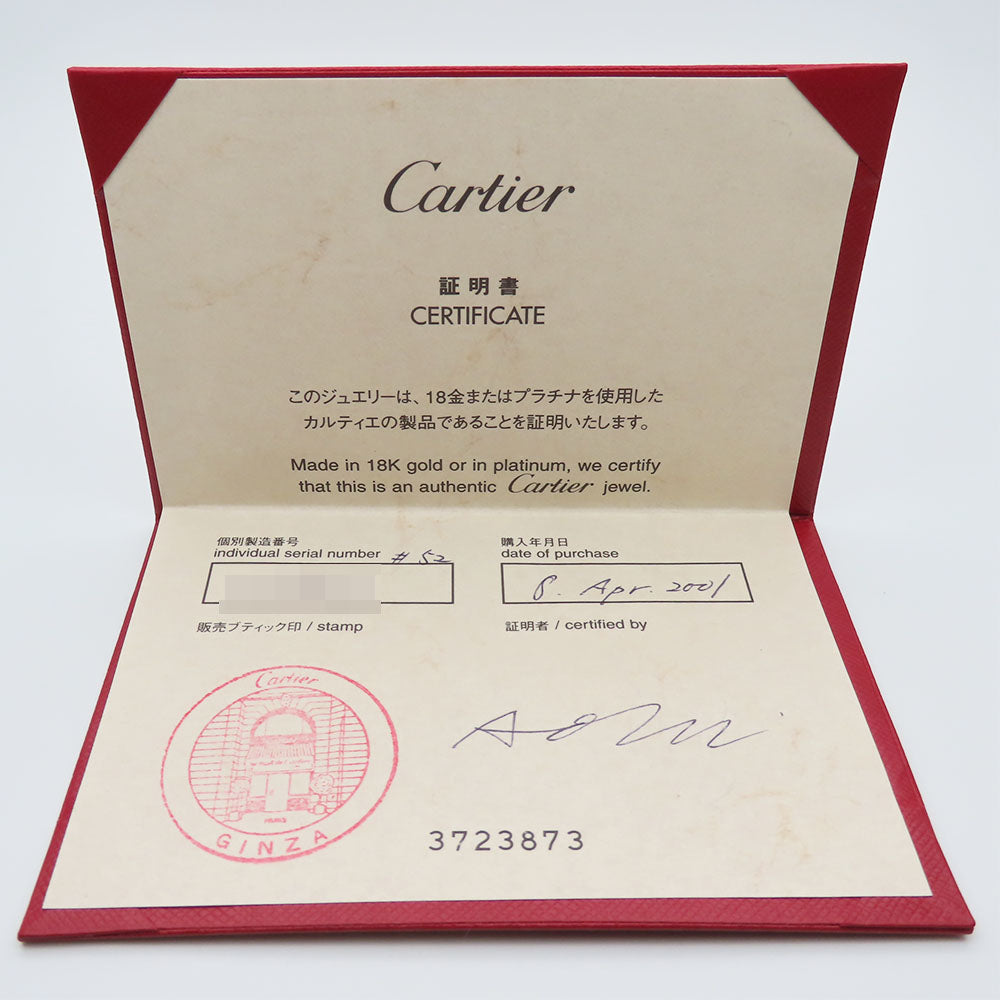 Cartier
証明書
CERTIFICATE
このジュエリーは、18金またはプラチナを使用した
カルティエの製品であることを証明いたします。
Made in 18K gold or in platinum, we certify
that this is an authentic Cartier jewel.
個別製造番号
individual serial number # 52
購入年月日
date of purchase
8. Apr. 2001
販売ブティック印 / stamp
証明者 / certified by
Cartier
GINZA
3723873